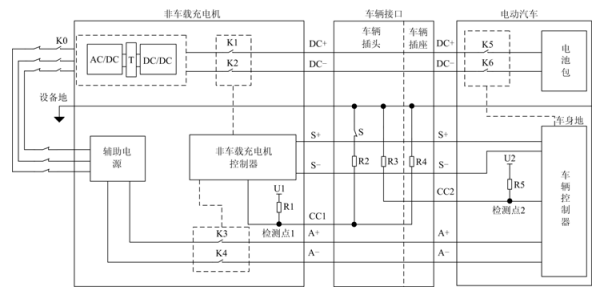 非车载充电机
车辆接口
电动汽车
K0
AC/DC
T
DC/DC
K1
K2
DC+
DC−
车辆
插头
车辆
插座
DC+
DC−
K5
K6
电
池
包
设备地
车身地
辅助电
源
非车载充电机
控制器
S+
S−
S
R2
R3
R4
S+
S−
U1
R1
检测点1
CC1
CC2
U2
R5
检测点2
车
辆
控
制
器
K3
K4
A+
A−
A+
A−